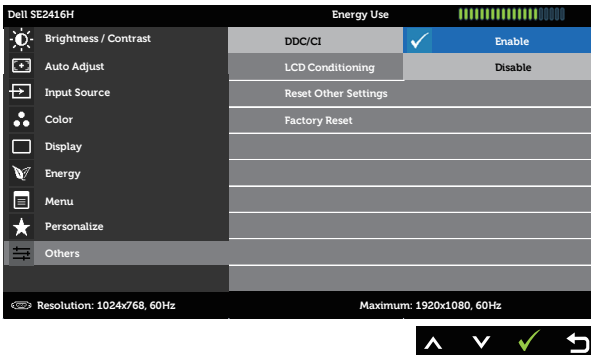 Dell SE2416H Energy Use
Brightness / Contrast
DDC/CI Enable
Auto Adjust
LCD Conditioning Disable
Input Source
Reset Other Settings
Color
Factory Reset
Display
Energy
Menu
Personalize
Others
Resolution: 1024x768, 60Hz Maximum: 1920x1080, 60Hz